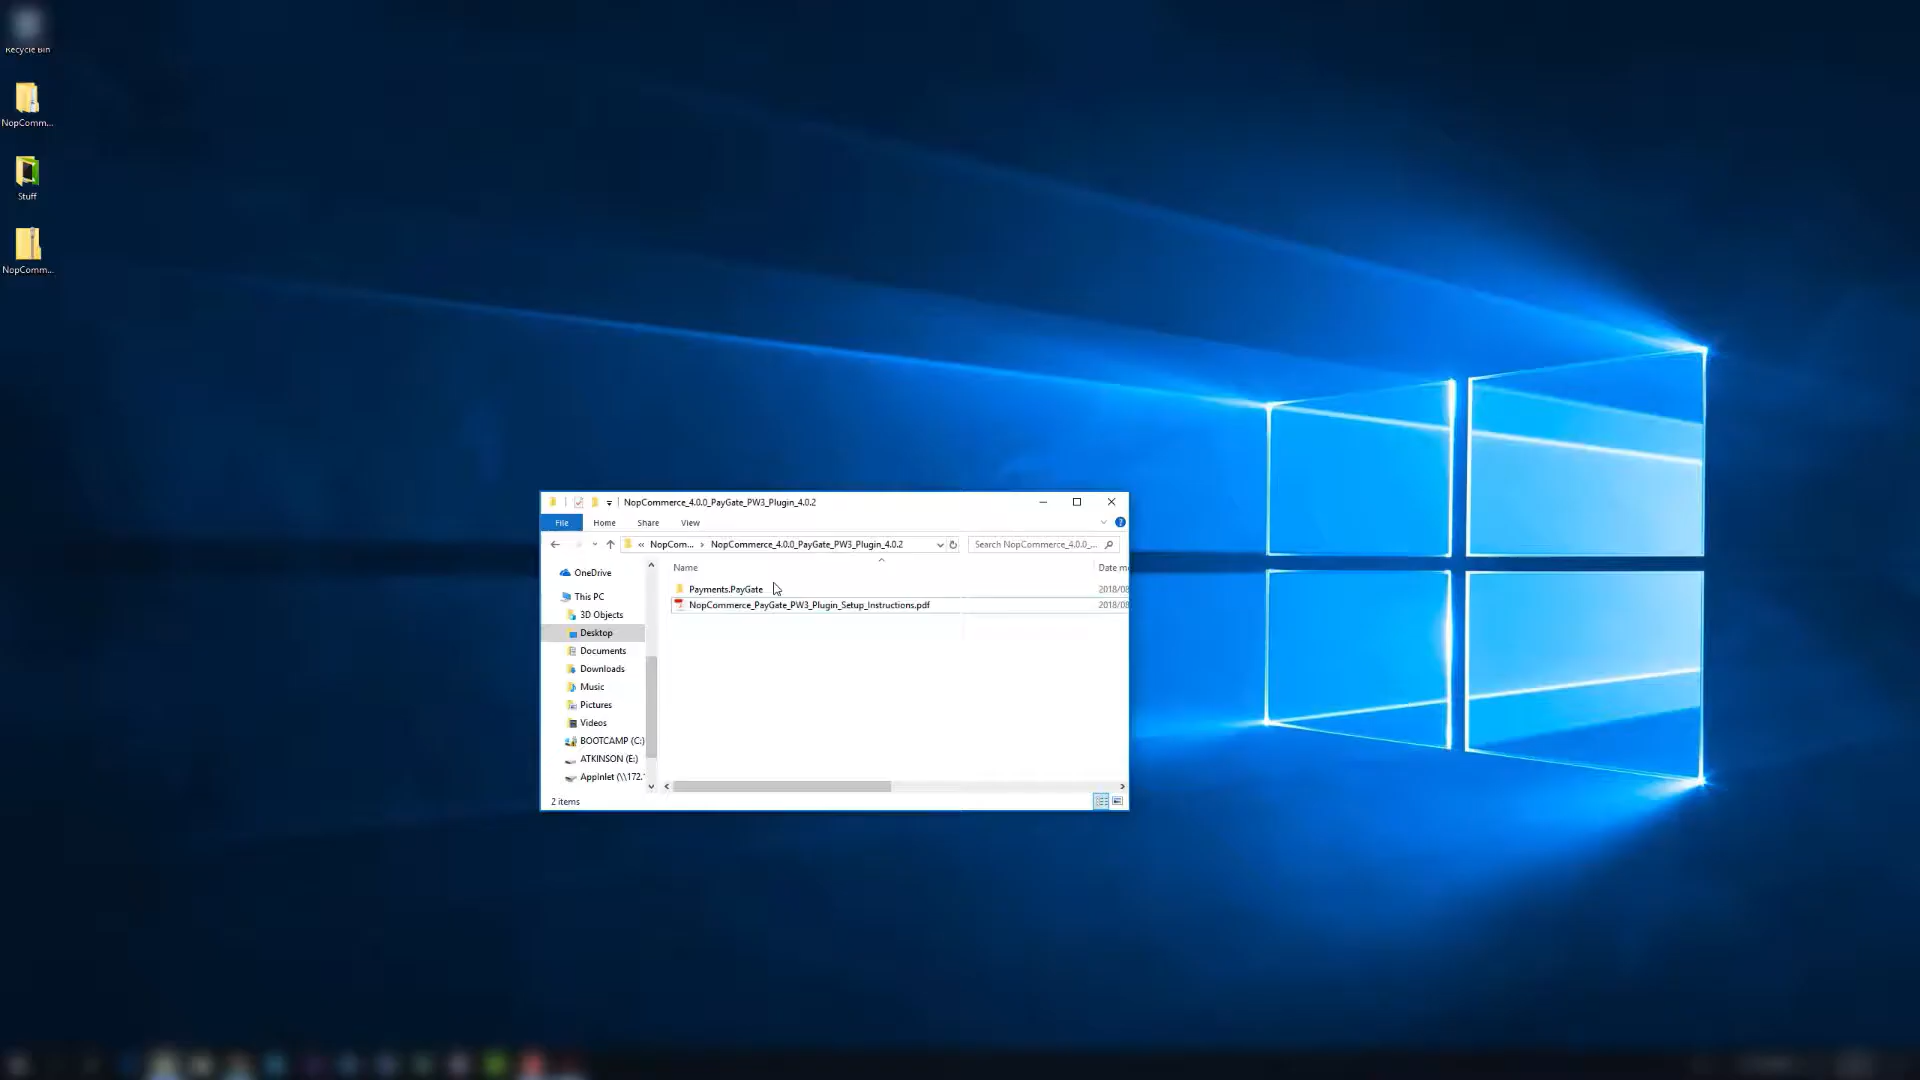 Recycle Bin
NopComm...
Stuff
NopComm...
NopCommerce_4.0.0_PayGate_PW3_Plugin_4.0.2
File Home Share View
« NopCom... › NopCommerce_4.0.0_PayGate_PW3_Plugin_4.0.2
Search NopCommerce_4.0.0_...
Name
Date m
Payments.PayGate
2018/08
NopCommerce_PayGate_PW3_Plugin_Setup_Instructions.pdf
2018/08
OneDrive
This PC
3D Objects
Desktop
Documents
Downloads
Music
Pictures
Videos
BOOTCAMP (C:)
ATKINSON (E:)
AppInlet (\\172.
2 items